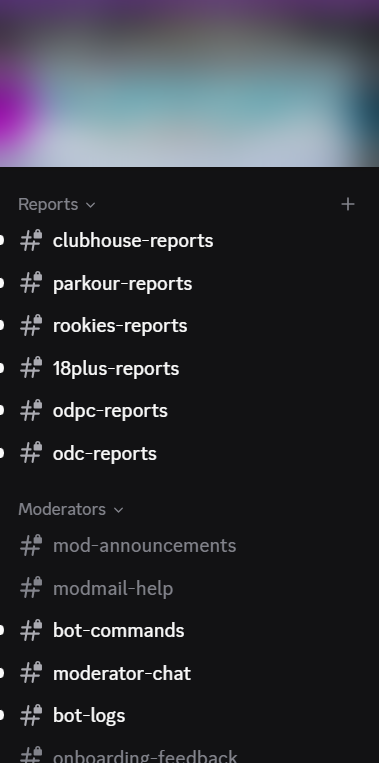 Reports
clubhouse-reports
parkour-reports
rookies-reports
18plus-reports
odpc-reports
odc-reports
Moderators
mod-announcements
modmail-help
bot-commands
moderator-chat
bot-logs
onboarding-feedback